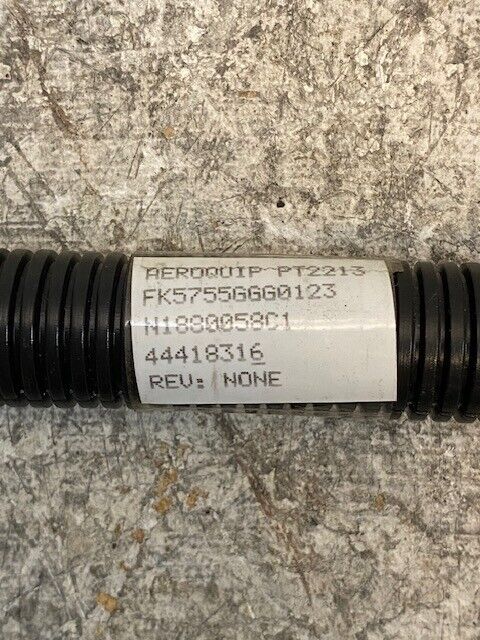 AEROQUIP PT2213
FK5755GGG0123
N1880058C1
44418316
REV: NONE